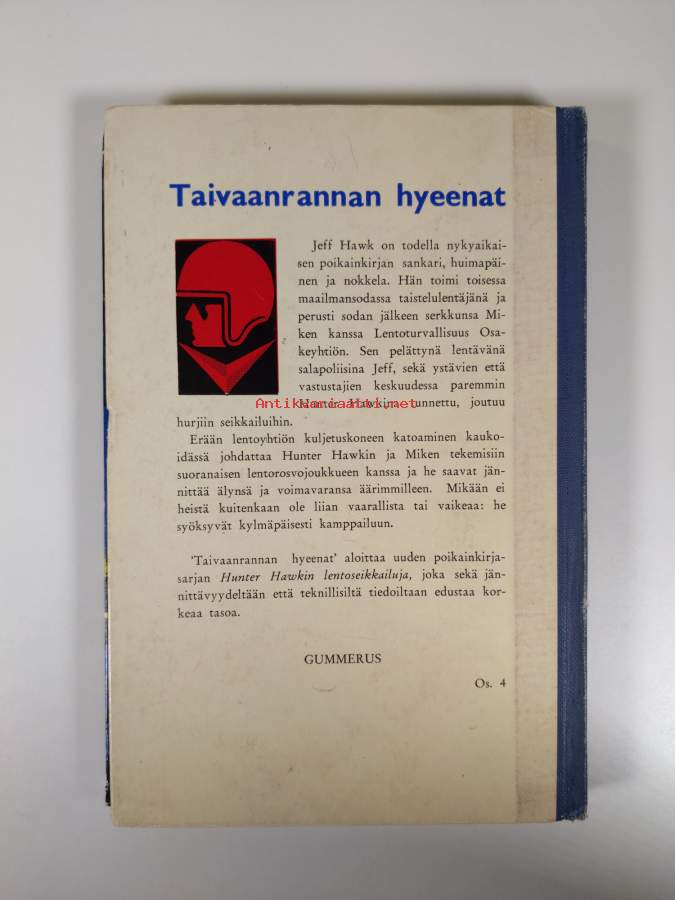 Taivaanrannan hyeenat
Jeff Hawk on todella nykyaikai-
sen poikainkirjan sankari, huimapäi-
nen ja nokkela. Hän toimi toisessa
maailmansodassa taistelulentäjänä ja
perusti sodan jälkeen serkkunsa Mi-
ken kanssa Lentoturvallisuus Osa-
keyhtiön. Sen pelättynä lentävänä
salapoliisina Jeff, sekä ystävien että
vastustajien keskuudessa paremmin
Antikvariaatti.net
Hunter Hawkina tunnettu, joutuu
hurjiin seikkailuihin.
Erään lentoyhtiön kuljetuskoneen katoaminen kauko-
idässä johdattaa Hunter Hawkin ja Miken tekemisiin
suoranaisen lentorosvojoukkueen kanssa ja he saavat jän-
nittää älynsä ja voimavaransa äärimmilleen. Mikään ei
heistä kuitenkaan ole liian vaarallista tai vaikeaa: he
syöksyvät kylmäpäisesti kamppailuun.
'Taivaanrannan hyeenat' aloittaa uuden poikainkirja-
sarjan Hunter Hawkin lentoseikkailuja, joka sekä jän-
nittävyydeltään että teknillisiltä tiedoiltaan edustaa kor-
keaa tasoa.
GUMMERUS
Os. 4